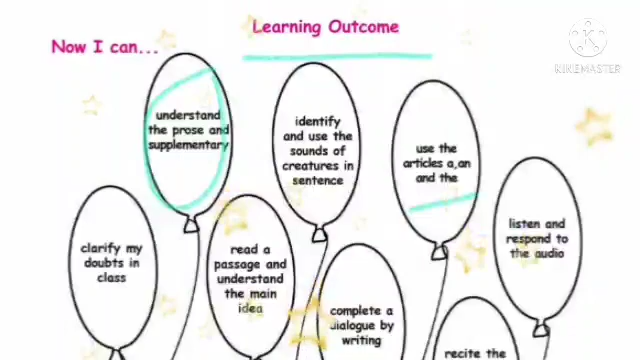 Learning Outcome
Now I can...
understand
the prose and
supplementary
identify
and use the
sounds of
creatures in
sentence
use the
articles a,an
and the
listen and
respond to
the audio
clarify my
doubts in
class
read a
passage and
understand
the main
idea
complete a
dialogue by
writing
recite the
KINEMASTER